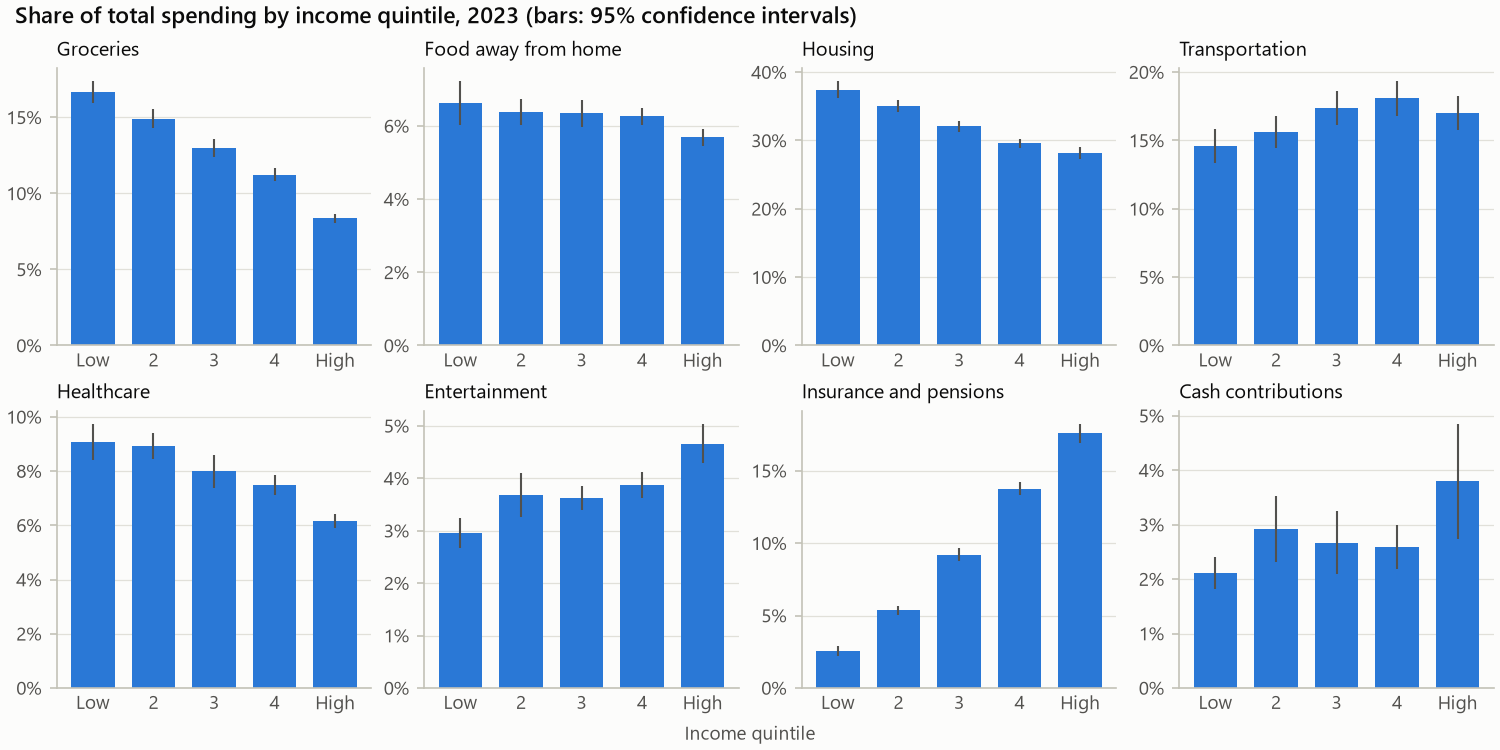 Share of total spending by income quintile, 2023 (bars: 95% confidence intervals)
Groceries
15%
10%
5%
0%
Low 2 3 4 High
Food away from home
6%
4%
2%
0%
Low 2 3 4 High
Housing
40%
30%
20%
10%
0%
Low 2 3 4 High
Transportation
20%
15%
10%
5%
0%
Low 2 3 4 High
Healthcare
10%
8%
6%
4%
2%
0%
Low 2 3 4 High
Entertainment
5%
4%
3%
2%
1%
0%
Low 2 3 4 High
Insurance and pensions
15%
10%
5%
0%
Low 2 3 4 High
Cash contributions
5%
4%
3%
2%
1%
0%
Low 2 3 4 High
Income quintile